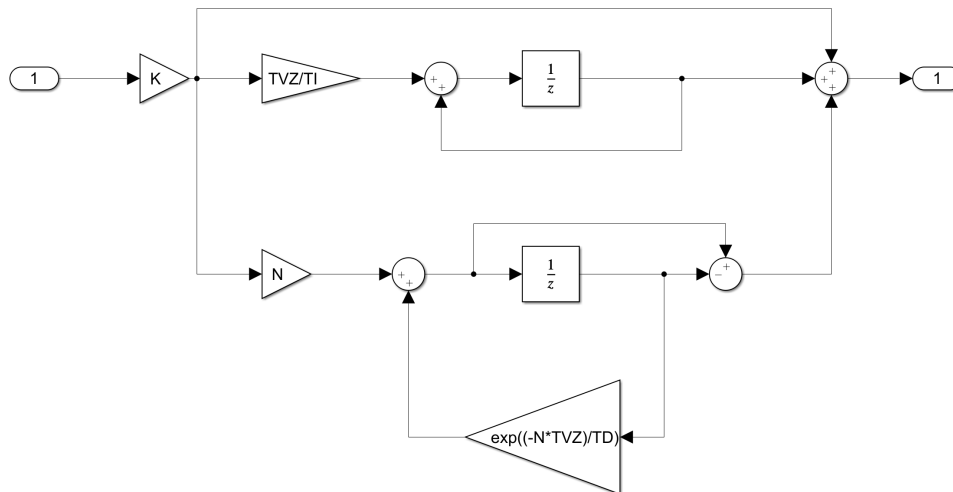 1
K
TVZ/TI
+
+
1
z
+
+
+
1
N
+
+
1
z
+
−
exp((-N*TVZ)/TD)